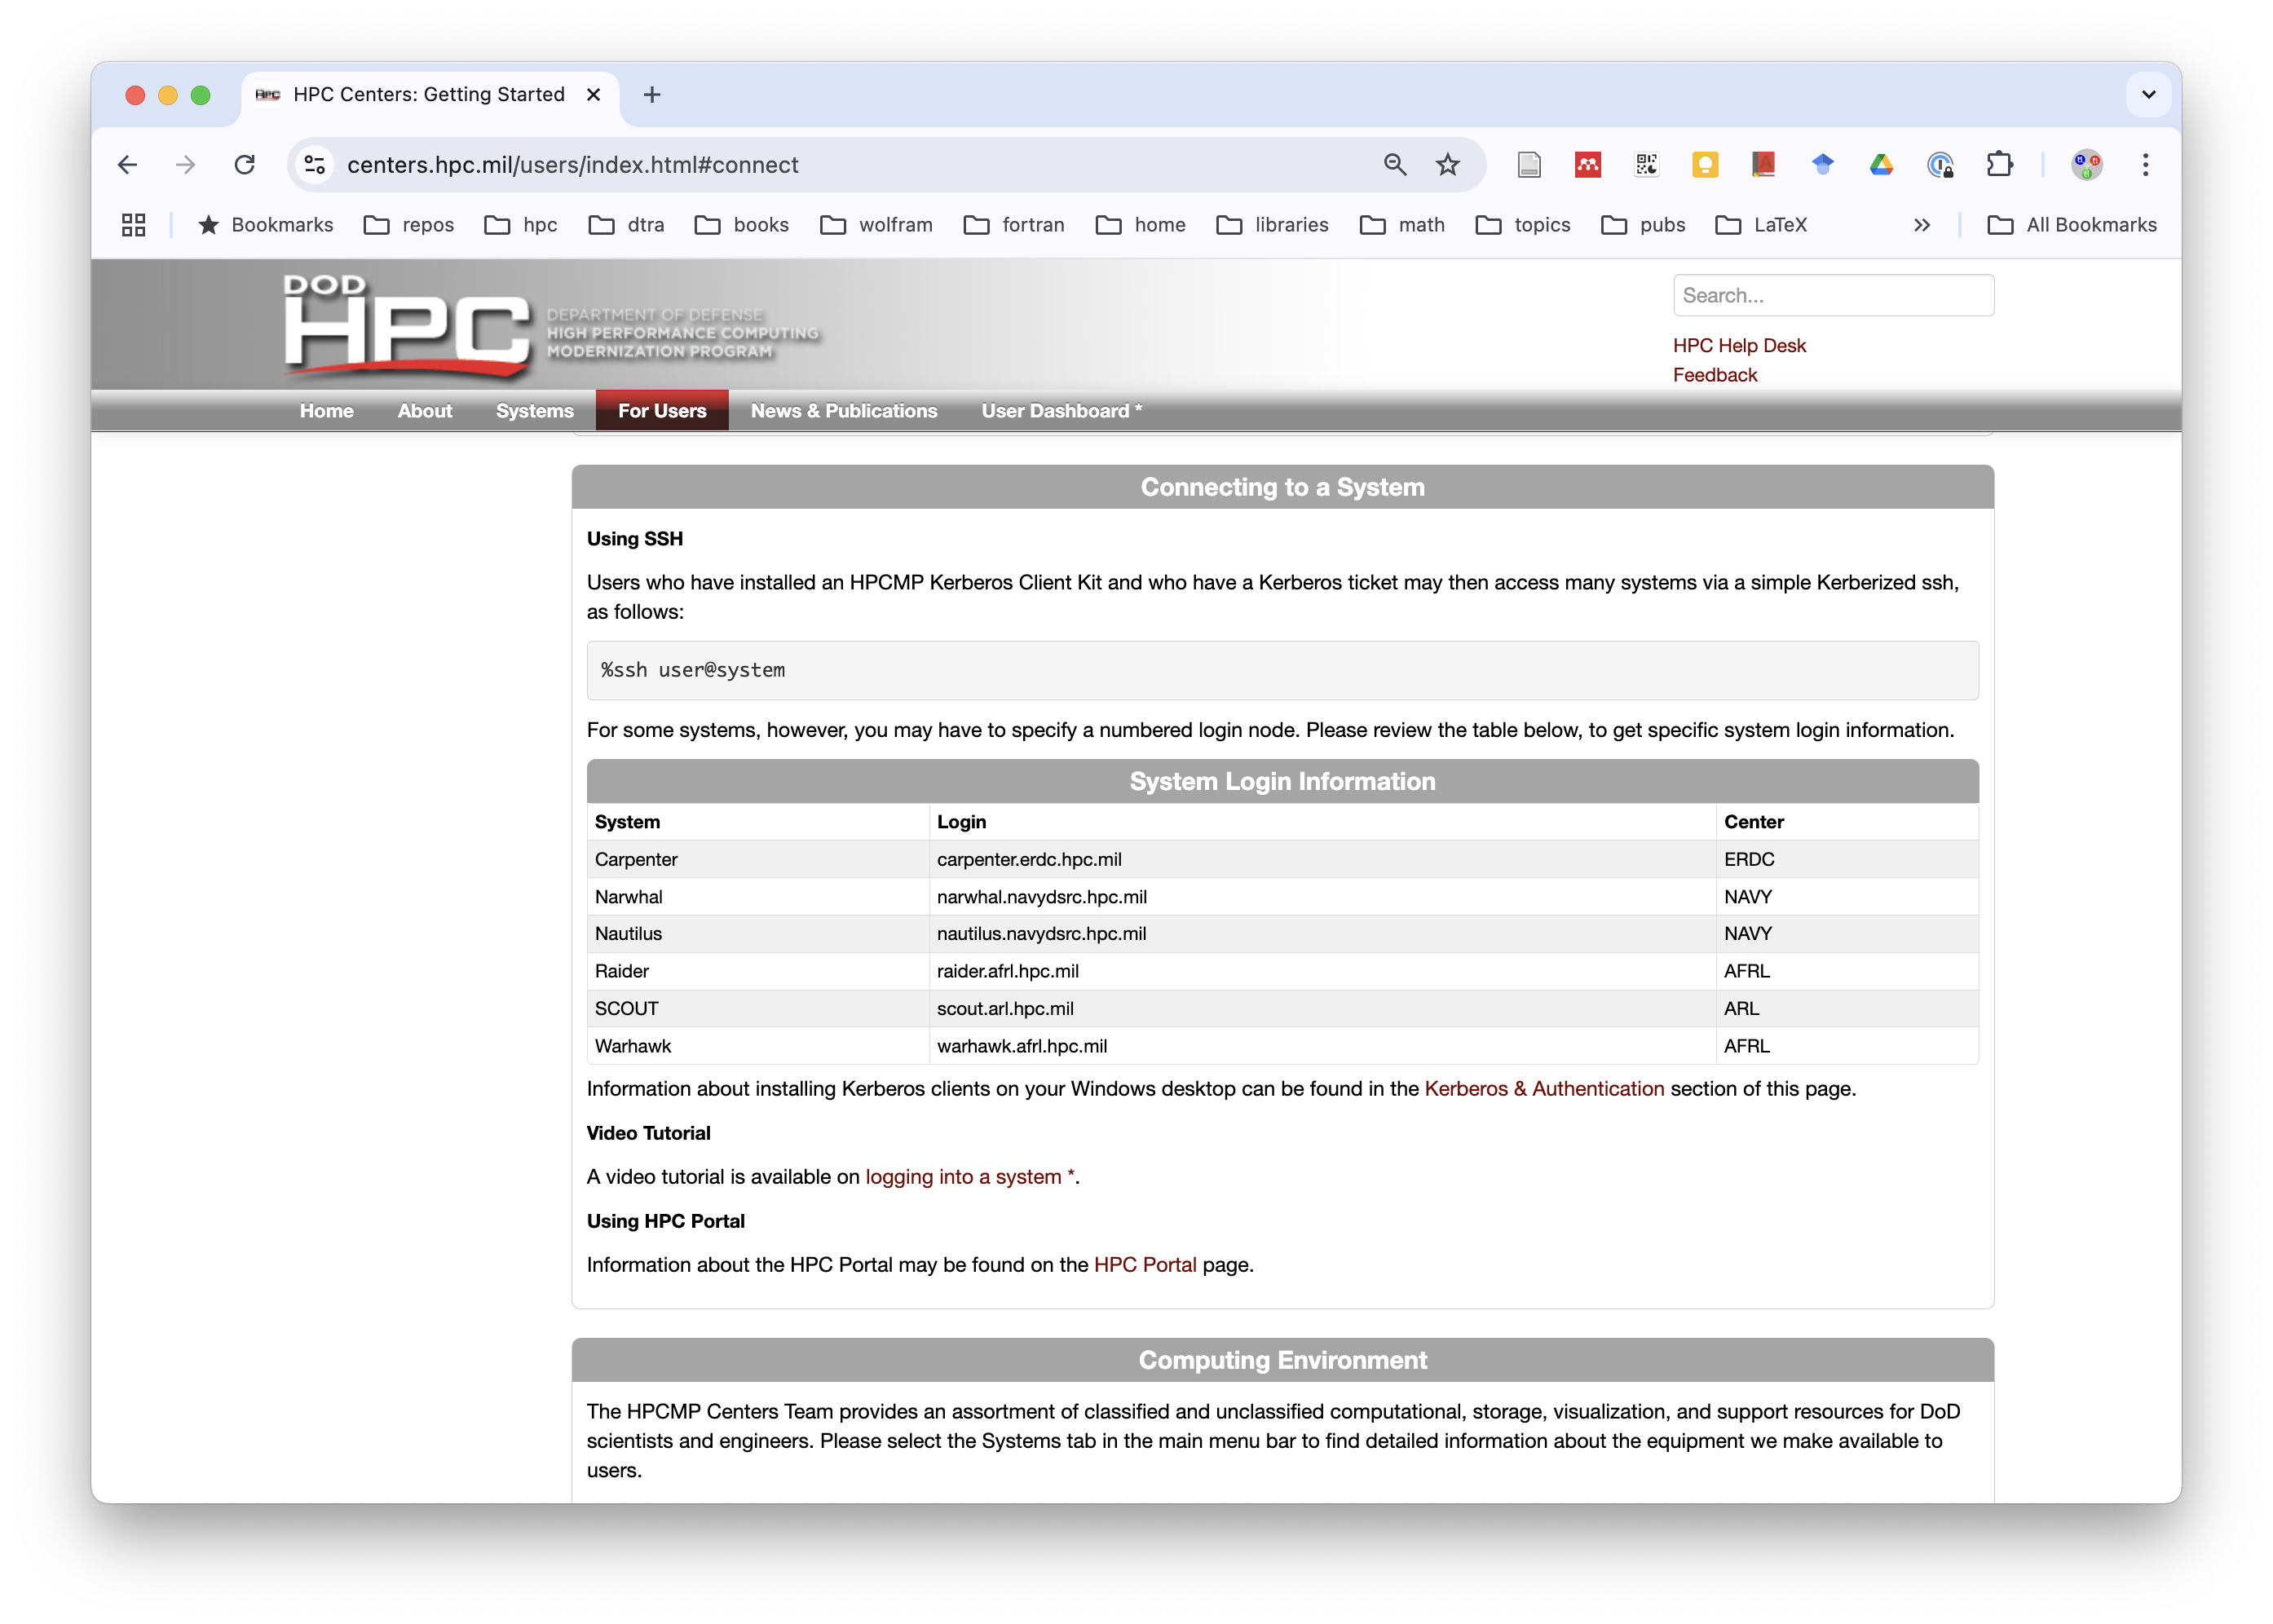 HPC Centers: Getting Started
centers.hpc.mil/users/index.html#connect
Bookmarks repos hpc dtra books wolfram fortran home libraries math topics pubs LaTeX All Bookmarks
DOD
HPC
DEPARTMENT OF DEFENSE
HIGH PERFORMANCE COMPUTING
MODERNIZATION PROGRAM
Search...
HPC Help Desk
Feedback
Home About Systems For Users News & Publications User Dashboard *
Connecting to a System
Using SSH
Users who have installed an HPCMP Kerberos Client Kit and who have a Kerberos ticket may then access many systems via a simple Kerberized ssh,
as follows:
%ssh user@system
For some systems, however, you may have to specify a numbered login node. Please review the table below, to get specific system login information.
System Login Information
System Login Center
Carpenter carpenter.erdc.hpc.mil ERDC
Narwhal narwhal.navydsrc.hpc.mil NAVY
Nautilus nautilus.navydsrc.hpc.mil NAVY
Raider raider.afrl.hpc.mil AFRL
SCOUT scout.arl.hpc.mil ARL
Warhawk warhawk.afrl.hpc.mil AFRL
Information about installing Kerberos clients on your Windows desktop can be found in the Kerberos & Authentication section of this page.
Video Tutorial
A video tutorial is available on logging into a system *.
Using HPC Portal
Information about the HPC Portal may be found on the HPC Portal page.
Computing Environment
The HPCMP Centers Team provides an assortment of classified and unclassified computational, storage, visualization, and support resources for DoD
scientists and engineers. Please select the Systems tab in the main menu bar to find detailed information about the equipment we make available to
users.